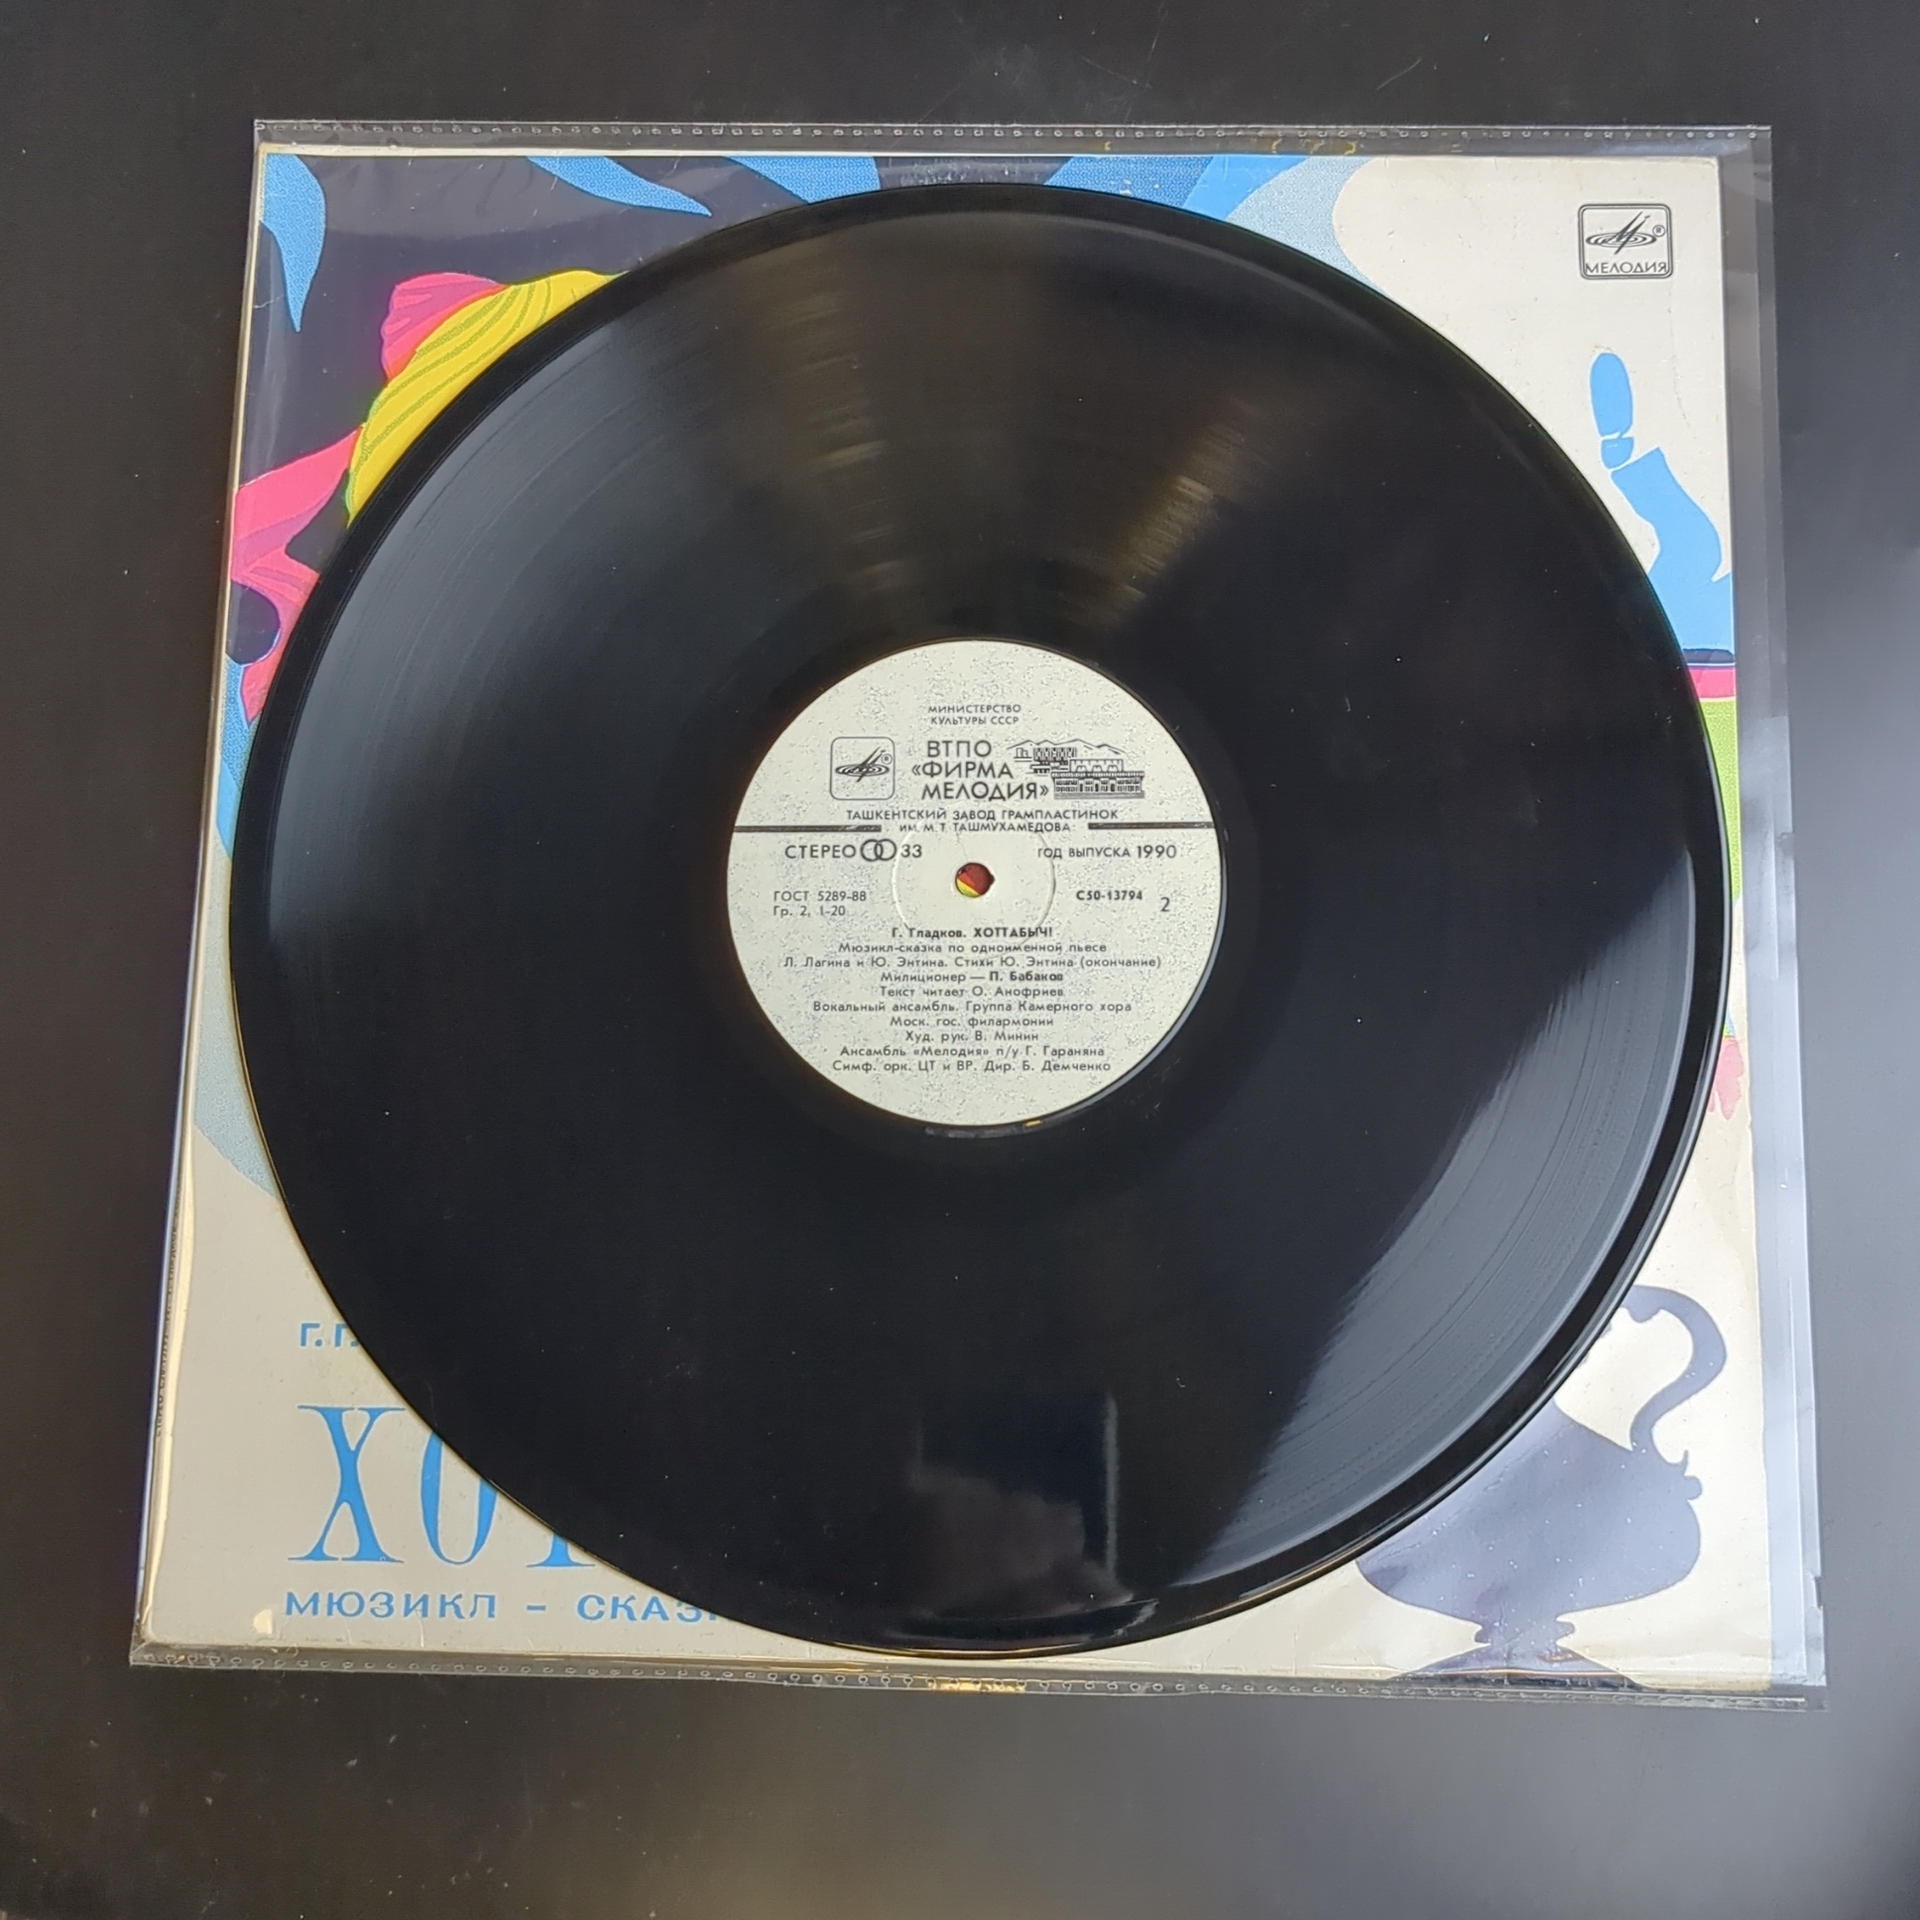 МЕЛОДИЯ
МИНИСТЕРСТВО
КУЛЬТУРЫ СССР
ВТПО
«ФИРМА
МЕЛОДИЯ»
ТАШКЕНТСКИЙ ЗАВОД ГРАМПЛАСТИНОК
ИМ. М. Т. ТАШМУХАМЕДОВА
СТЕРЕО 33
ГОД ВЫПУСКА 1990
ГОСТ 5289-88
Гр. 2, 1-20
С50-13794
2
Г. Гладков. ХОТТАБЫЧ!
Мюзикл-сказка по одноименной пьесе
Л. Лагина и Ю. Энтина. Стихи Ю. Энтина (окончание)
Милиционер — П. Бабаков
Текст читает О. Анофриев
Вокальный ансамбль. Группа Камерного хора
Моск. гос. филармонии
Худ. рук. В. Минин
Ансамбль «Мелодия» п/у Г. Гараняна
Симф. орк. ЦТ и ВР. Дир. Б. Демченко
Г. Г
ХОТ
МЮЗИКЛ - СКАЗ